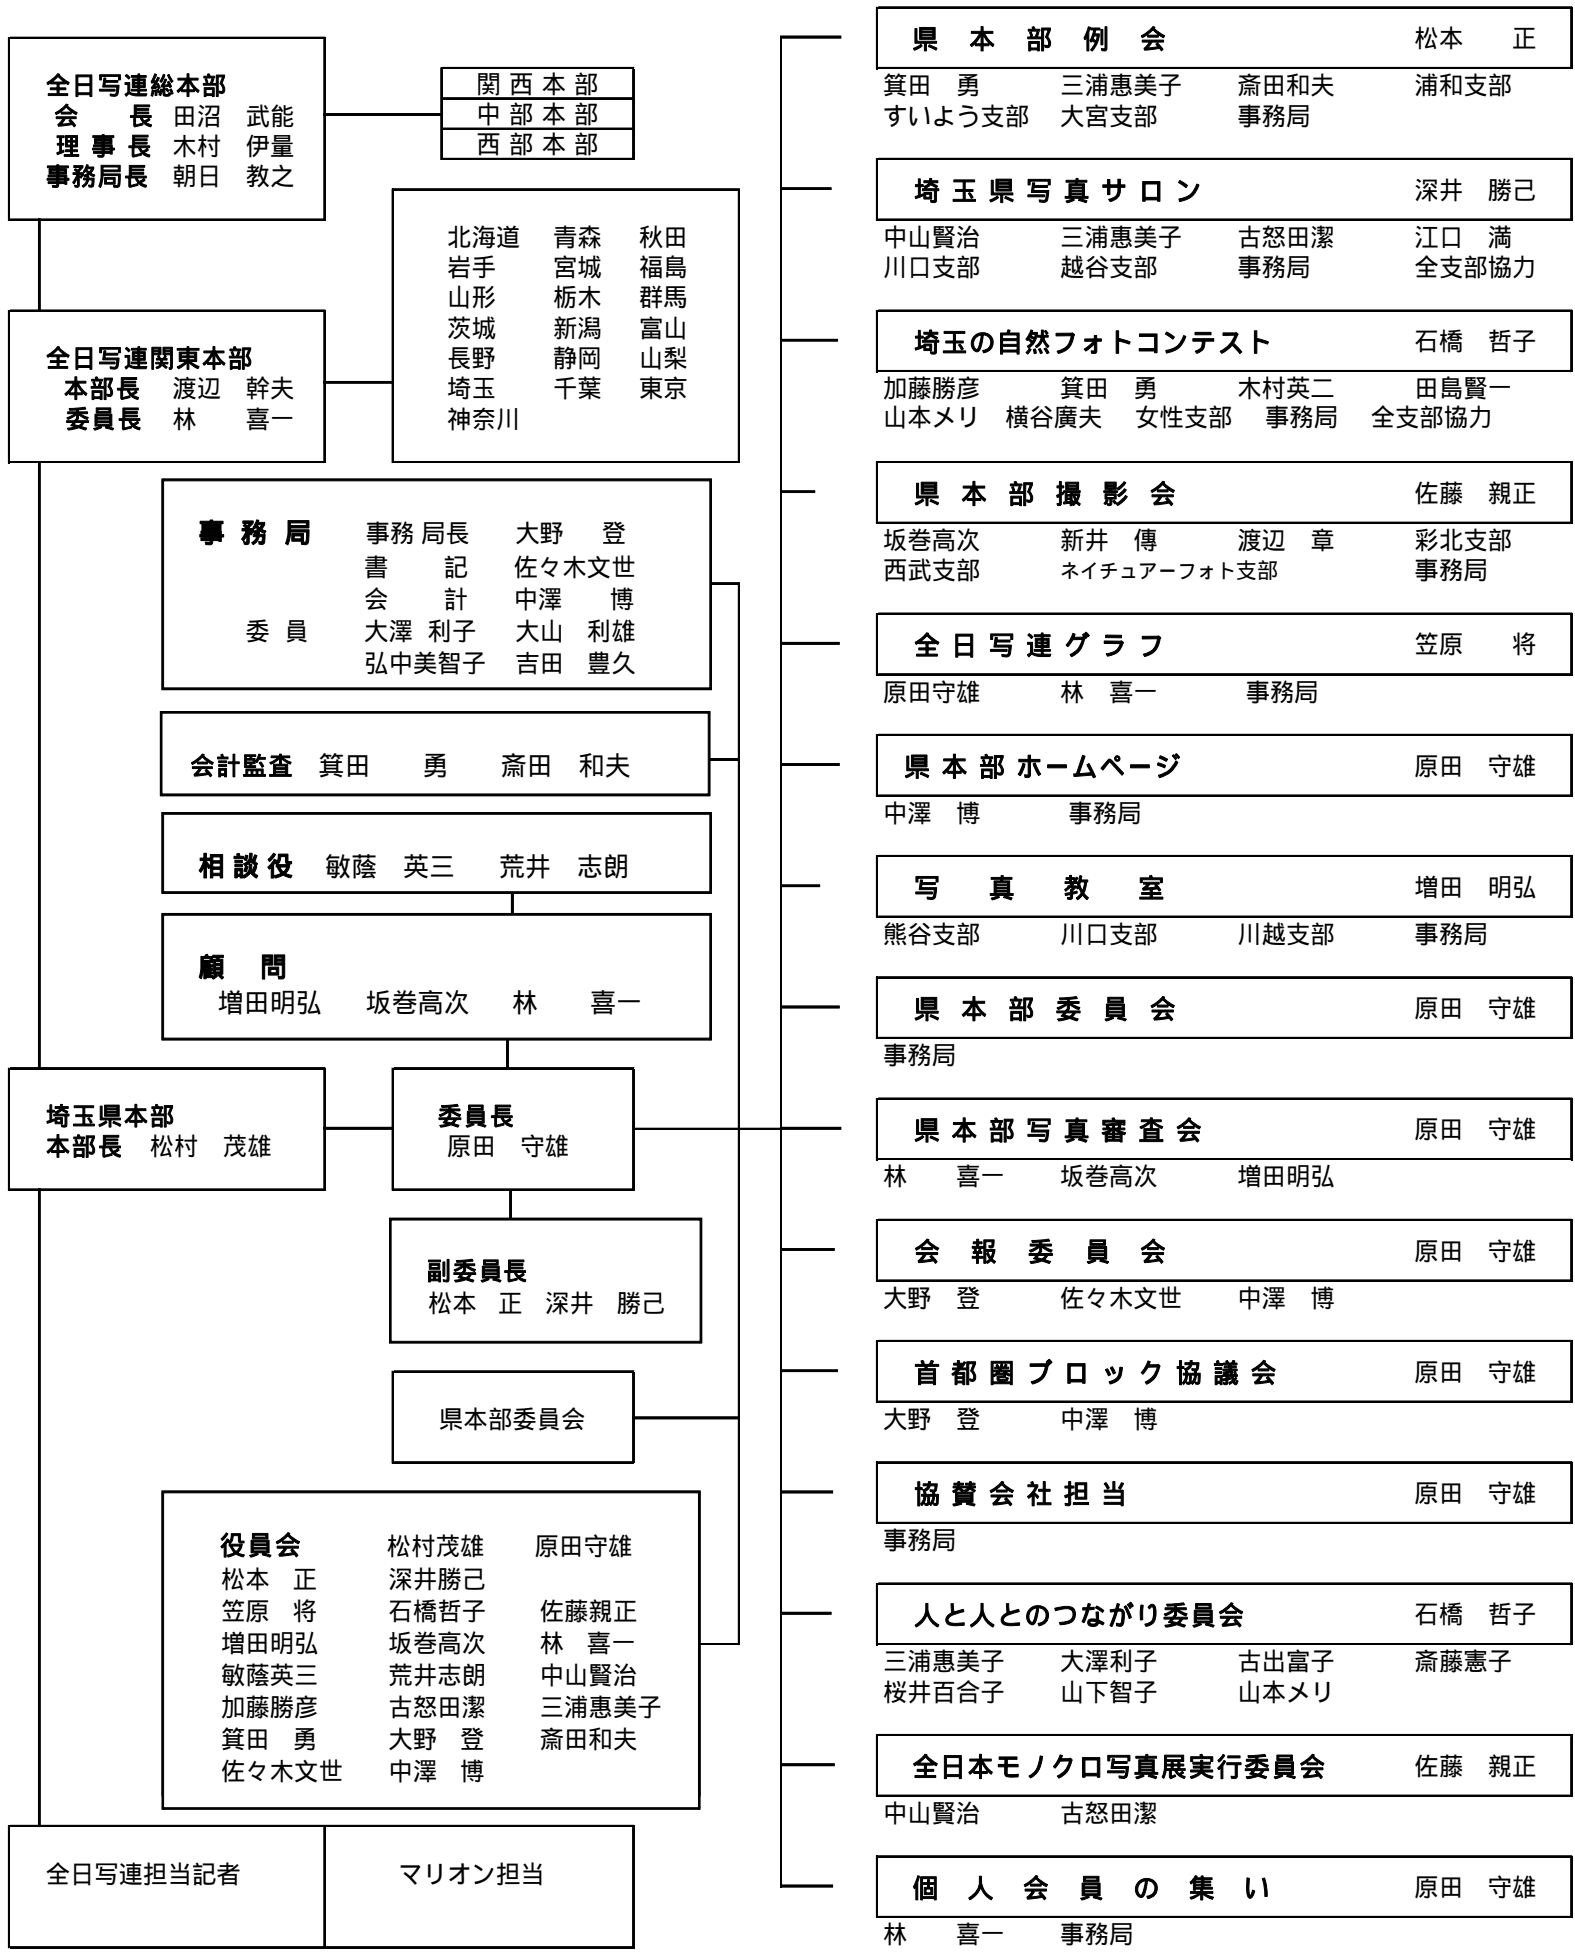 全日写連総本部
会　　長　田沼　武能
理 事 長　木村　伊量
事務局長　朝日　教之
関 西 本 部
中 部 本 部
西 部 本 部
北海道　青森　秋田
岩手　宮城　福島
山形　栃木　群馬
茨城　新潟　富山
長野　静岡　山梨
埼玉　千葉　東京
神奈川
全日写連関東本部
本部長　渡辺　幹夫
委員長　林　　喜一
事 務 局　事務 局長　大野　登
書　　記　佐々木文世
会　　計　中澤　　博
委 員　大澤 利子　大山　利雄
弘中美智子　吉田　豊久
会計監査　箕田　　勇　　斎田　和夫
相 談 役　敏蔭　英三　荒井　志朗
顧　問
増田明弘　坂巻高次　林　　喜一
埼玉県本部
本部長　松村　茂雄
委員長
原田　守雄
副委員長
松本　正　深井　勝己
県本部委員会
役員会　松村茂雄　原田守雄
松本　正　深井勝己
笠原　将　石橋哲子　佐藤親正
増田明弘　坂巻高次　林　喜一
敏蔭英三　荒井志朗　中山賢治
加藤勝彦　古怒田潔　三浦惠美子
箕田　勇　大野　登　斎田和夫
佐々木文世　中澤　博
全日写連担当記者　マリオン担当
県　本　部　例　会　松本　　正
箕田　勇　三浦惠美子　斎田和夫　浦和支部
すいよう支部　大宮支部　事務局
埼 玉 県 写 真 サ ロ ン　深井　勝己
中山賢治　三浦惠美子　古怒田潔　江口　満
川口支部　越谷支部　事務局　全支部協力
埼玉の自然フォトコンテスト　石橋　哲子
加藤勝彦　箕田　勇　木村英二　田島賢一
山本メリ　横谷廣夫　女性支部　事務局　全支部協力
県 本 部 撮 影 会　佐藤　親正
坂巻高次　新井　傳　渡辺　章　彩北支部
西武支部　ネイチュアーフォト支部　事務局
全 日 写 連 グ ラ フ　笠原　　将
原田守雄　林　喜一　事務局
県 本 部 ホームページ　原田　守雄
中澤　博　事務局
写　真　教　室　増田　明弘
熊谷支部　川口支部　川越支部　事務局
県 本 部 委 員 会　原田　守雄
事務局
県 本 部 写 真 審 査 会　原田　守雄
林　　喜一　坂巻高次　増田明弘
会　報　委　員　会　原田　守雄
大野　登　佐々木文世　中澤　博
首 都 圏 ブ ロ ッ ク 協 議 会　原田　守雄
大野　登　中澤　博
協 賛 会 社 担 当　原田　守雄
事務局
人と人とのつながり委員会　石橋　哲子
三浦惠美子　大澤利子　古出富子　斎藤憲子
桜井百合子　山下智子　山本メリ
全日本モノクロ写真展実行委員会　佐藤　親正
中山賢治　古怒田潔
個　人　会　員　の　集　い　原田　守雄
林　　喜一　事務局